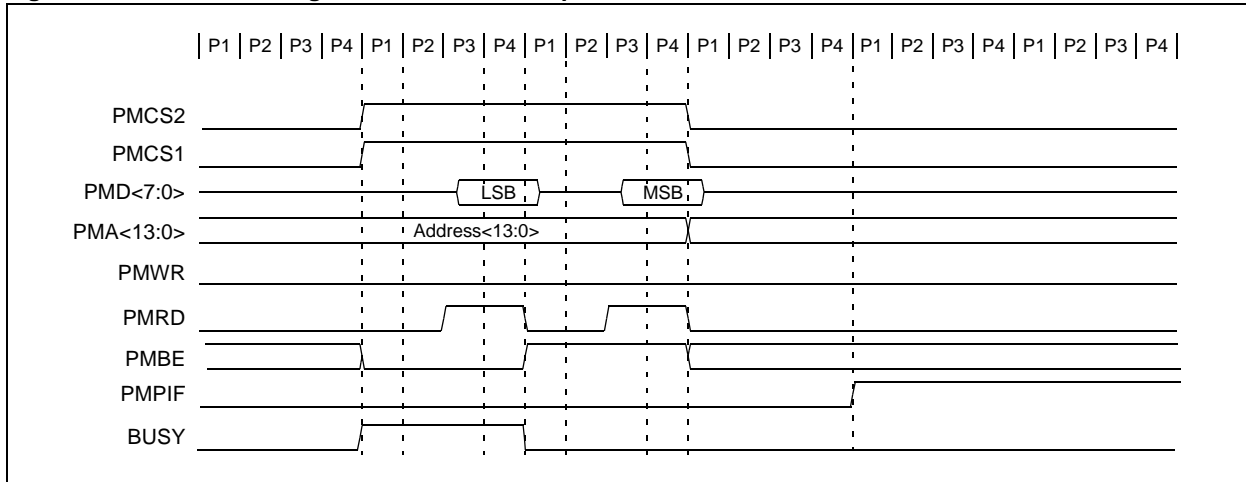 P1 P2 P3 P4 P1 P2 P3 P4 P1 P2 P3 P4 P1 P2 P3 P4 P1 P2 P3 P4 P1 P2 P3 P4
PMCS2
PMCS1
PMD<7:0> LSB MSB
PMA<13:0> Address<13:0>
PMWR
PMRD
PMBE
PMPIF
BUSY